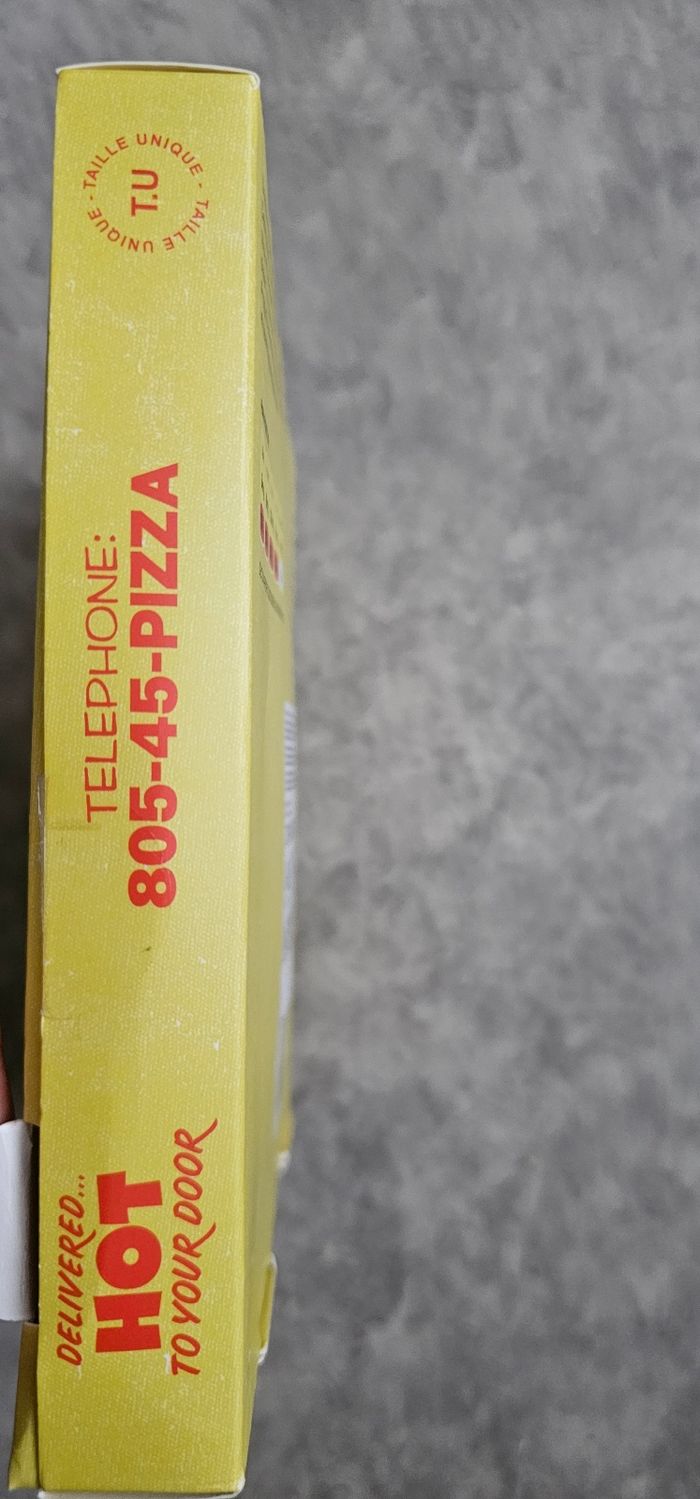 DELIVERED...
HOT
TO YOUR DOOR
TELEPHONE:
805-45-PIZZA
TAILLE UNIQUE - TAILLE UNIQUE -
T.U